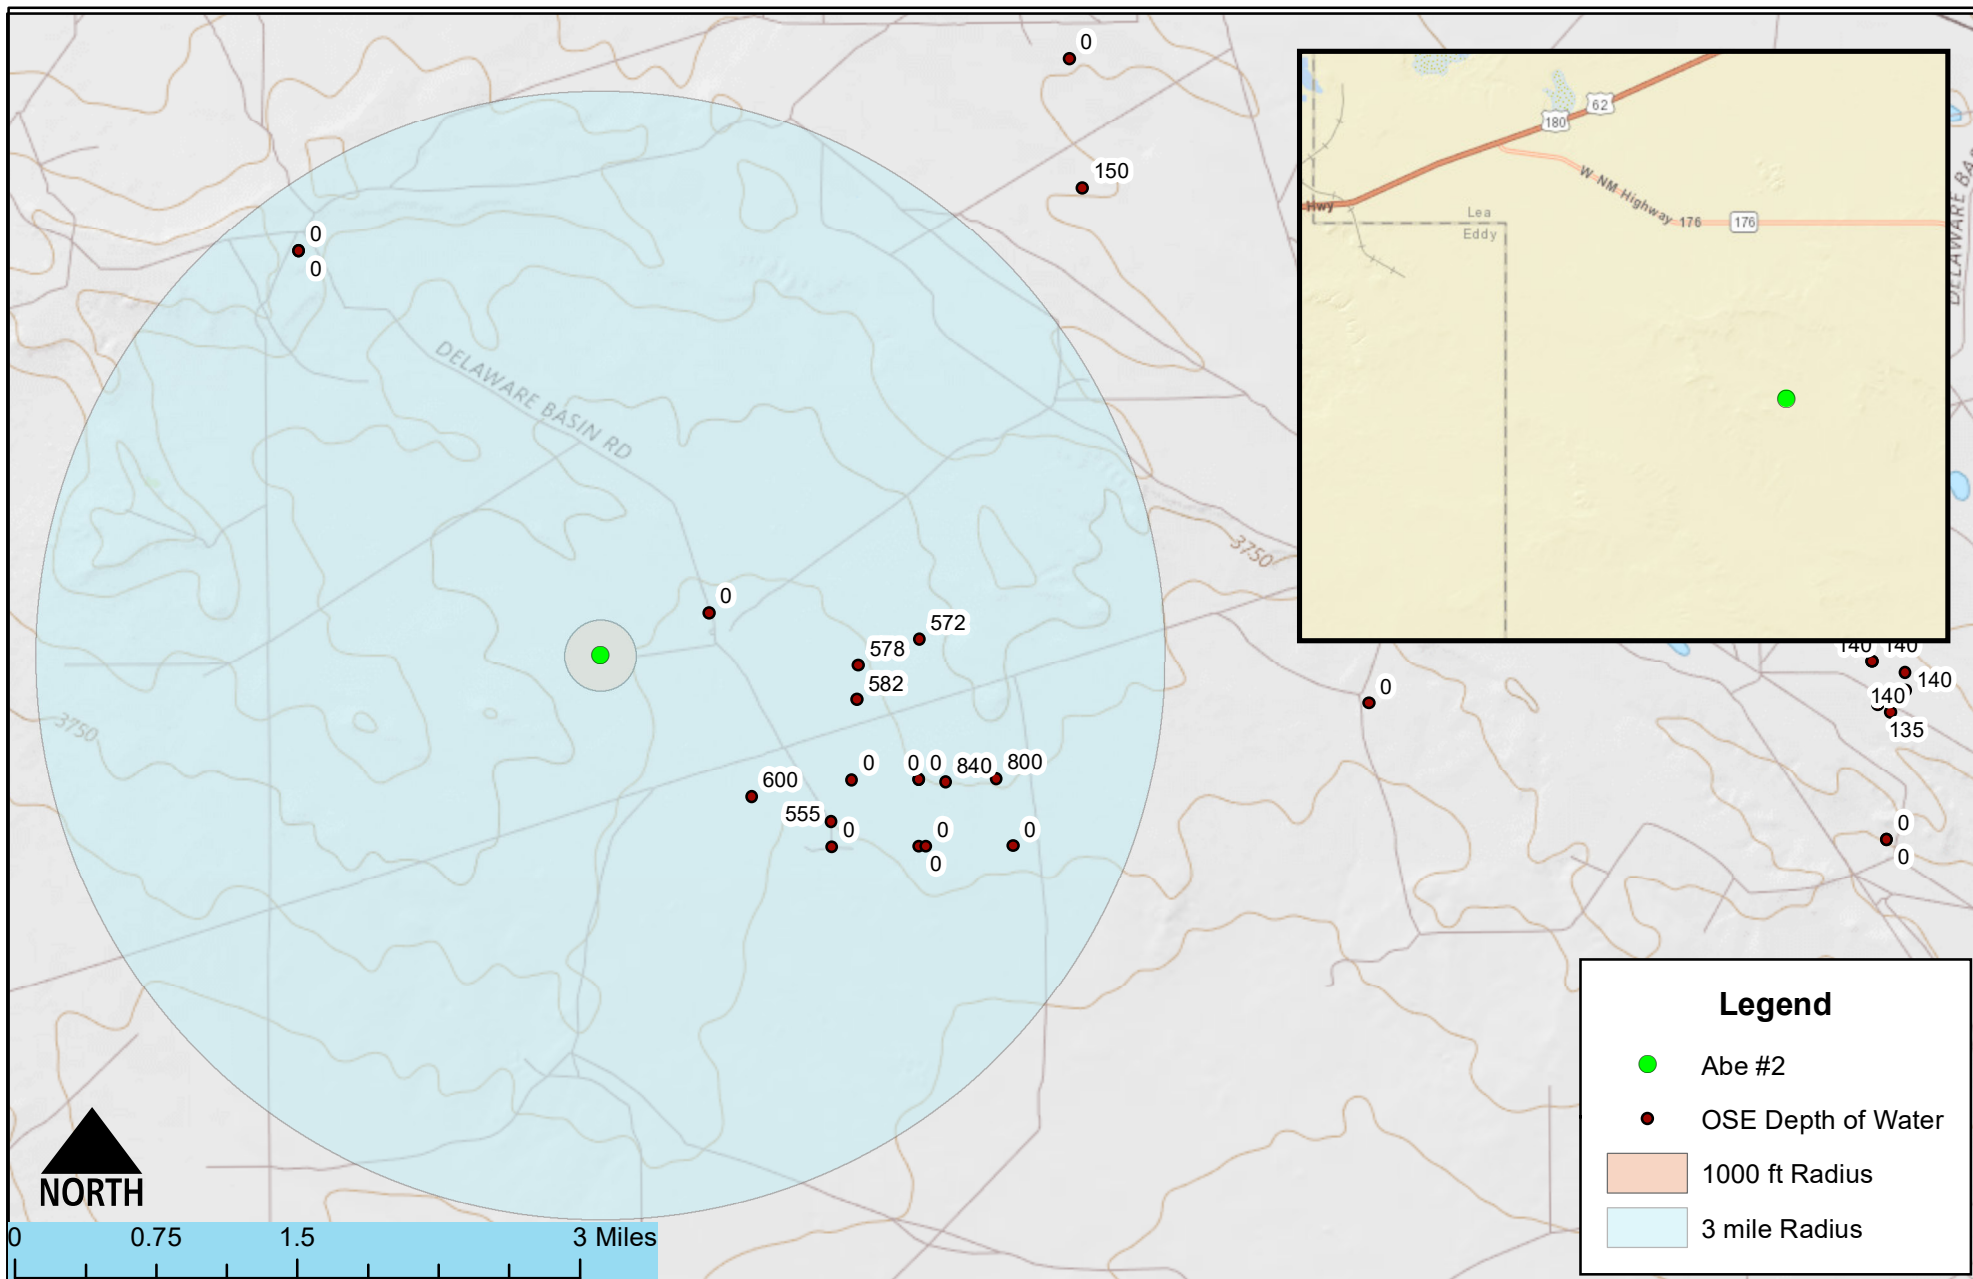 0
150
0
0
DELAWARE BASIN RD
0
572
578
582
3750
3750
0
600
555
0
0
0
0
840
800
0
0
0
62
180
W NM Highway 176
176
Hwy
Lea
Eddy
DELAWARE BA
140
140
140
140
135
0
0
0
Legend
Abe #2
OSE Depth of Water
1000 ft Radius
3 mile Radius
NORTH
0 0.75 1.5 3 Miles